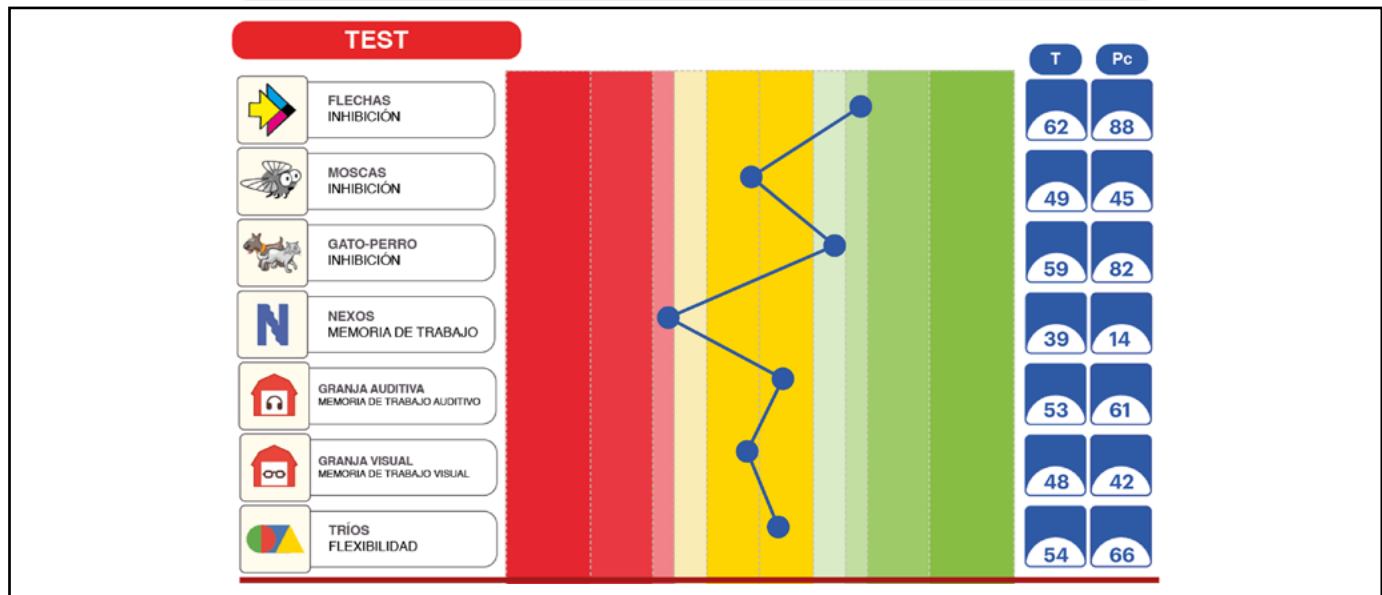 TEST
T Pc
FLECHAS
INHIBICIÓN
62 88
MOSCAS
INHIBICIÓN
49 45
GATO-PERRO
INHIBICIÓN
59 82
N
NEXOS
MEMORIA DE TRABAJO
39 14
GRANJA AUDITIVA
MEMORIA DE TRABAJO AUDITIVO
53 61
GRANJA VISUAL
MEMORIA DE TRABAJO VISUAL
48 42
TRÍOS
FLEXIBILIDAD
54 66